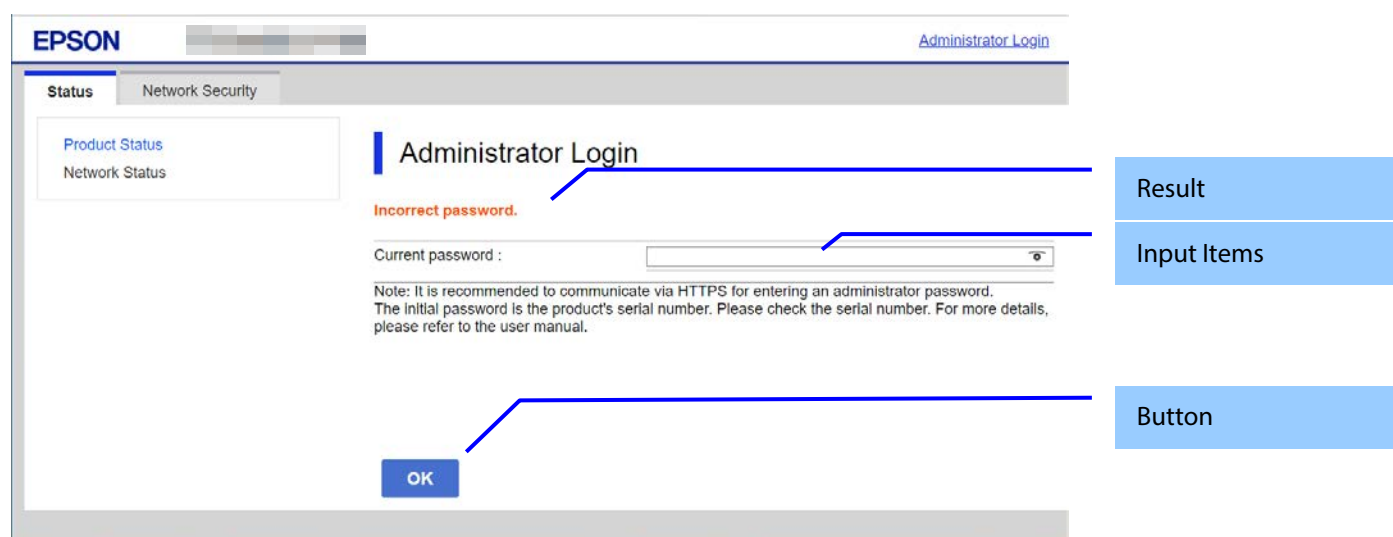 EPSON
Administrator Login
Status
Network Security
Product Status
Network Status
Administrator Login
Incorrect password.
Current password :
Note: It is recommended to communicate via HTTPS for entering an administrator password.
The initial password is the product's serial number. Please check the serial number. For more details,
please refer to the user manual.
OK
Result
Input Items
Button